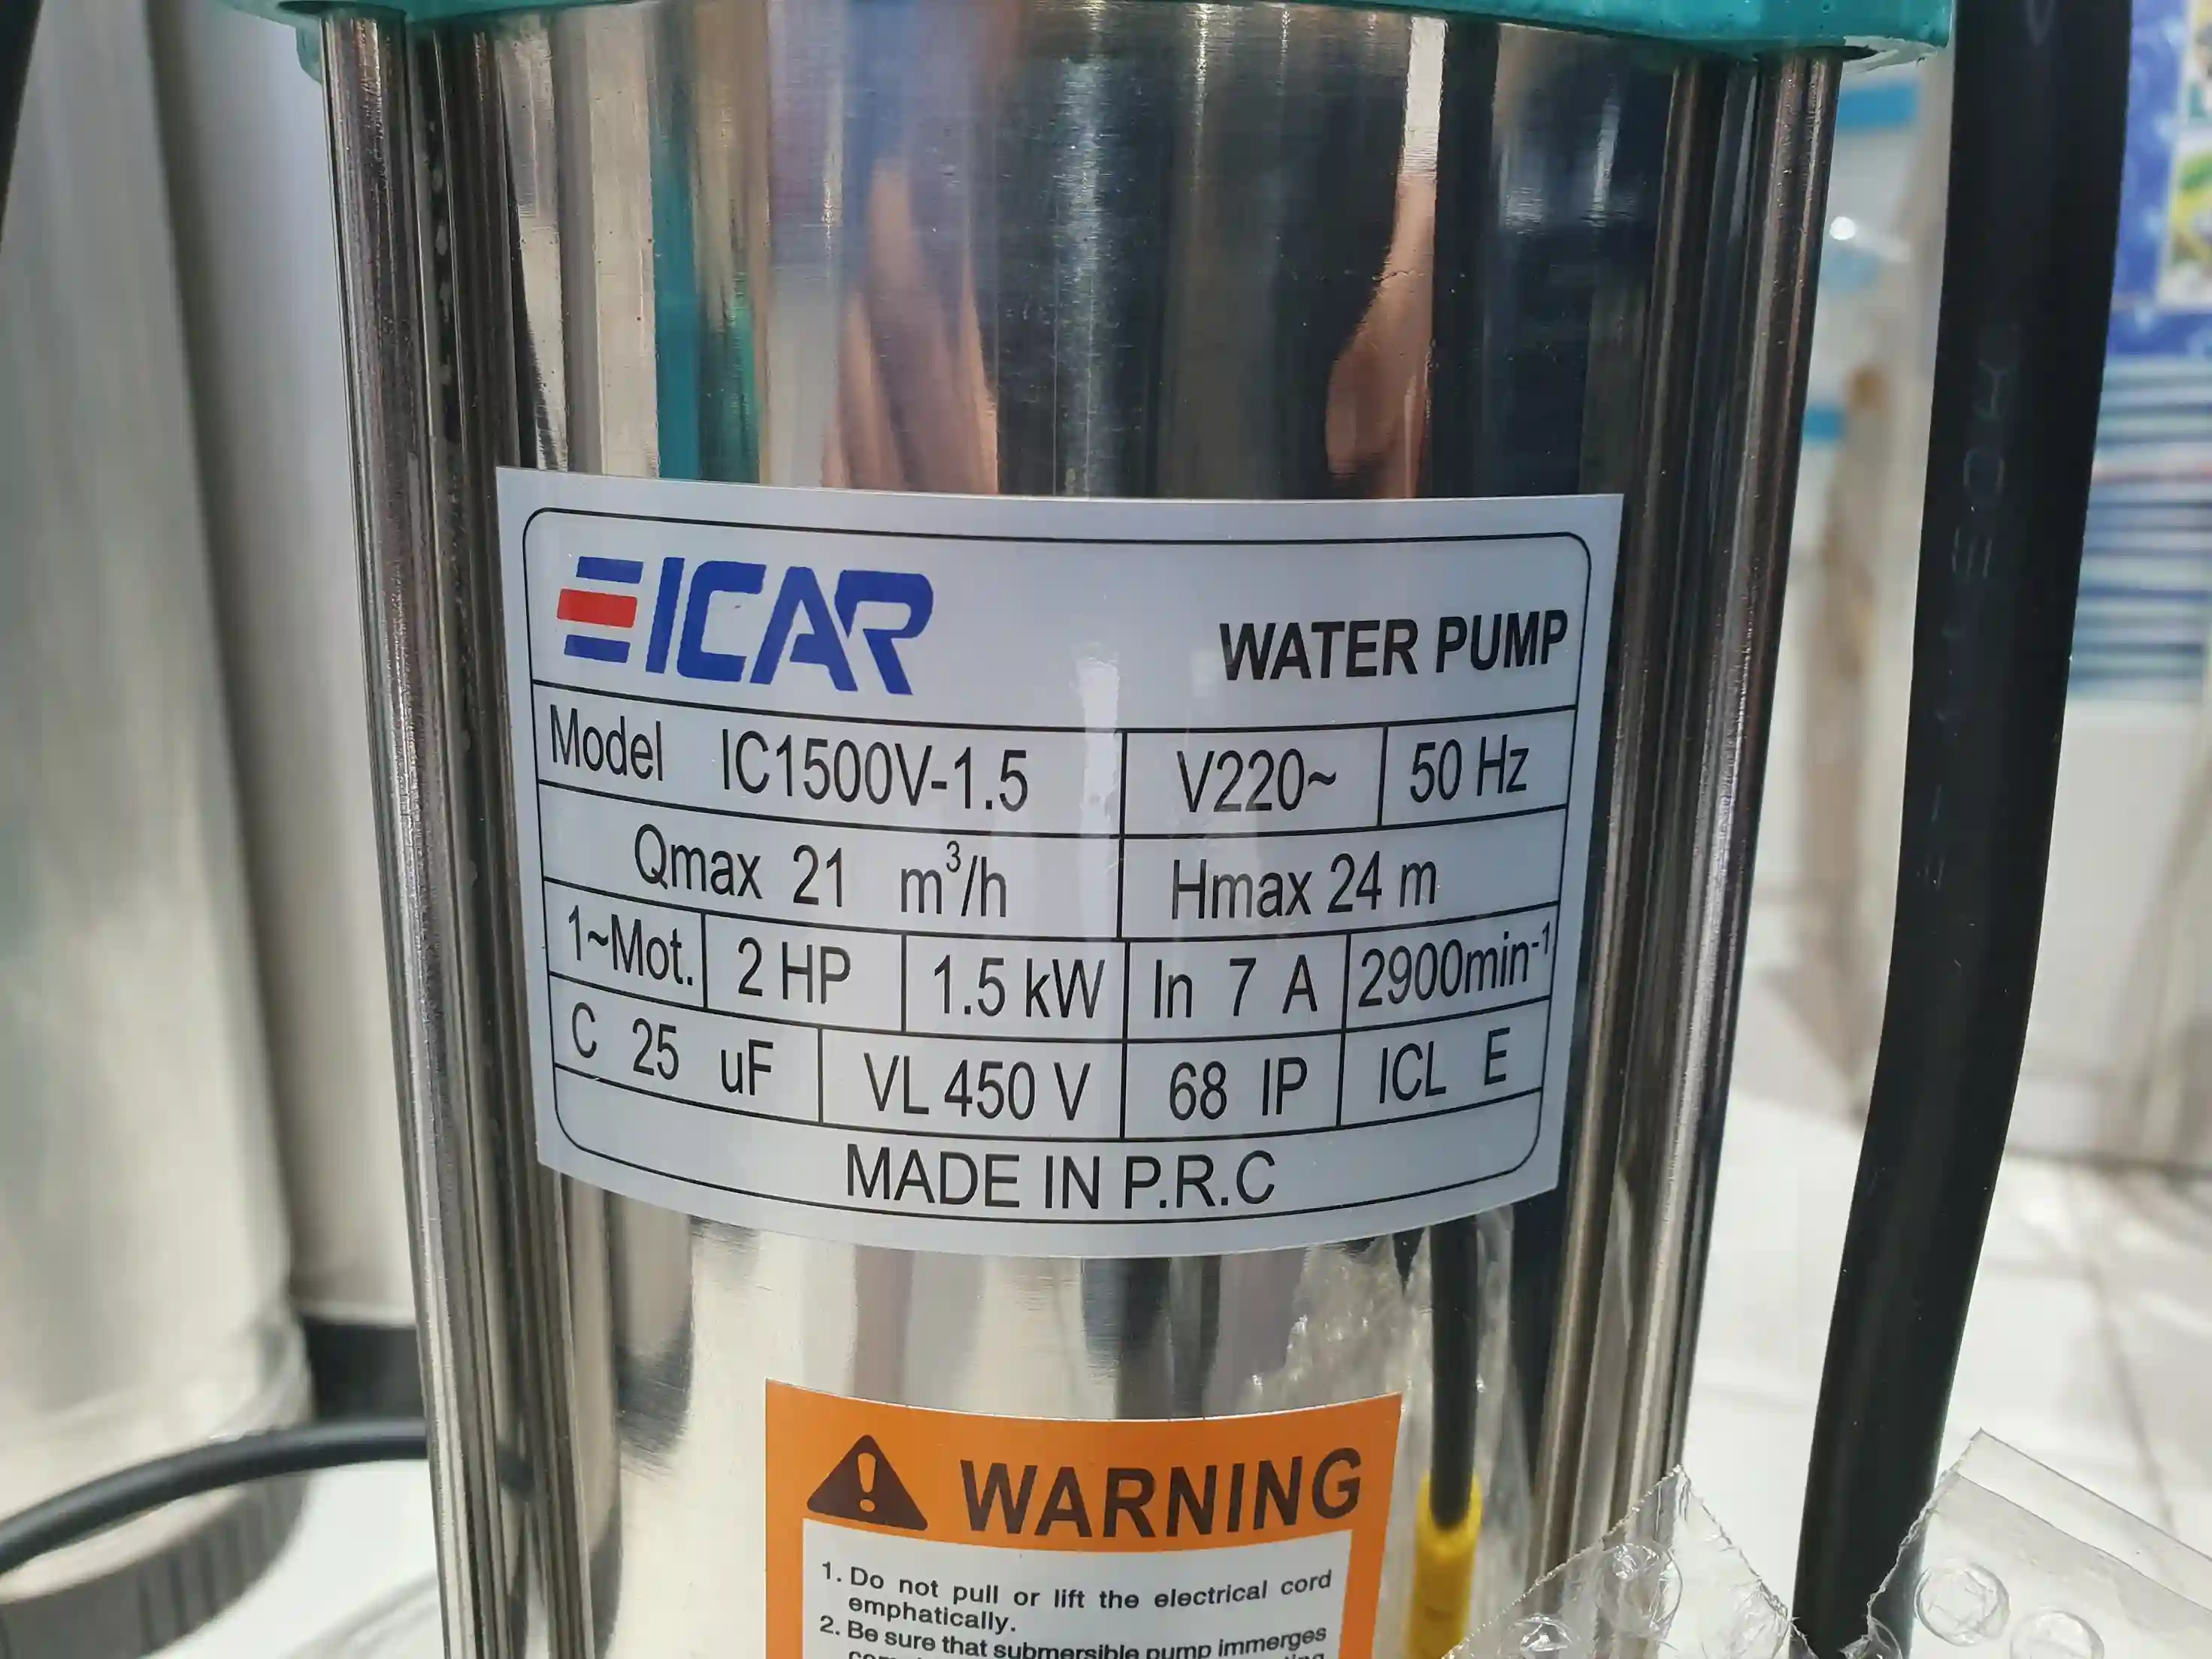 EICAR
WATER PUMP
Model IC1500V-1.5 V220~ 50 Hz
Qmax 21 m³/h Hmax 24 m
1~Mot. 2 HP 1.5 kW In 7 A 2900min⁻¹
C 25 uF VL 450 V 68 IP ICL E
MADE IN P.R.C
WARNING
1. Do not pull or lift the electrical cord
emphatically.
2. Be sure that submersible pump immerges